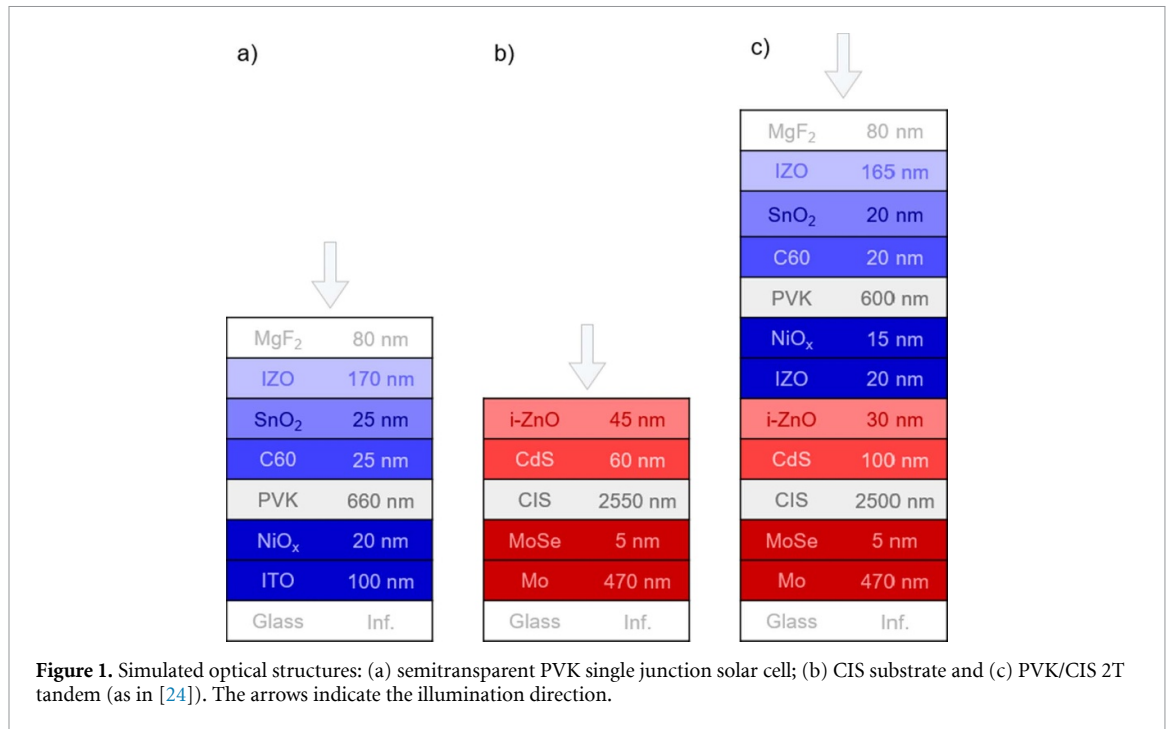 a)
MgF₂ 80 nm
IZO 170 nm
SnO₂ 25 nm
C60 25 nm
PVK 660 nm
NiOₓ 20 nm
ITO 100 nm
Glass Inf.
b)
i-ZnO 45 nm
CdS 60 nm
CIS 2550 nm
MoSe 5 nm
Mo 470 nm
Glass Inf.
c)
MgF₂ 80 nm
IZO 165 nm
SnO₂ 20 nm
C60 20 nm
PVK 600 nm
NiOₓ 15 nm
IZO 20 nm
i-ZnO 30 nm
CdS 100 nm
CIS 2500 nm
MoSe 5 nm
Mo 470 nm
Glass Inf.
Figure 1. Simulated optical structures: (a) semitransparent PVK single junction solar cell; (b) CIS substrate and (c) PVK/CIS 2T
tandem (as in [24]). The arrows indicate the illumination direction.